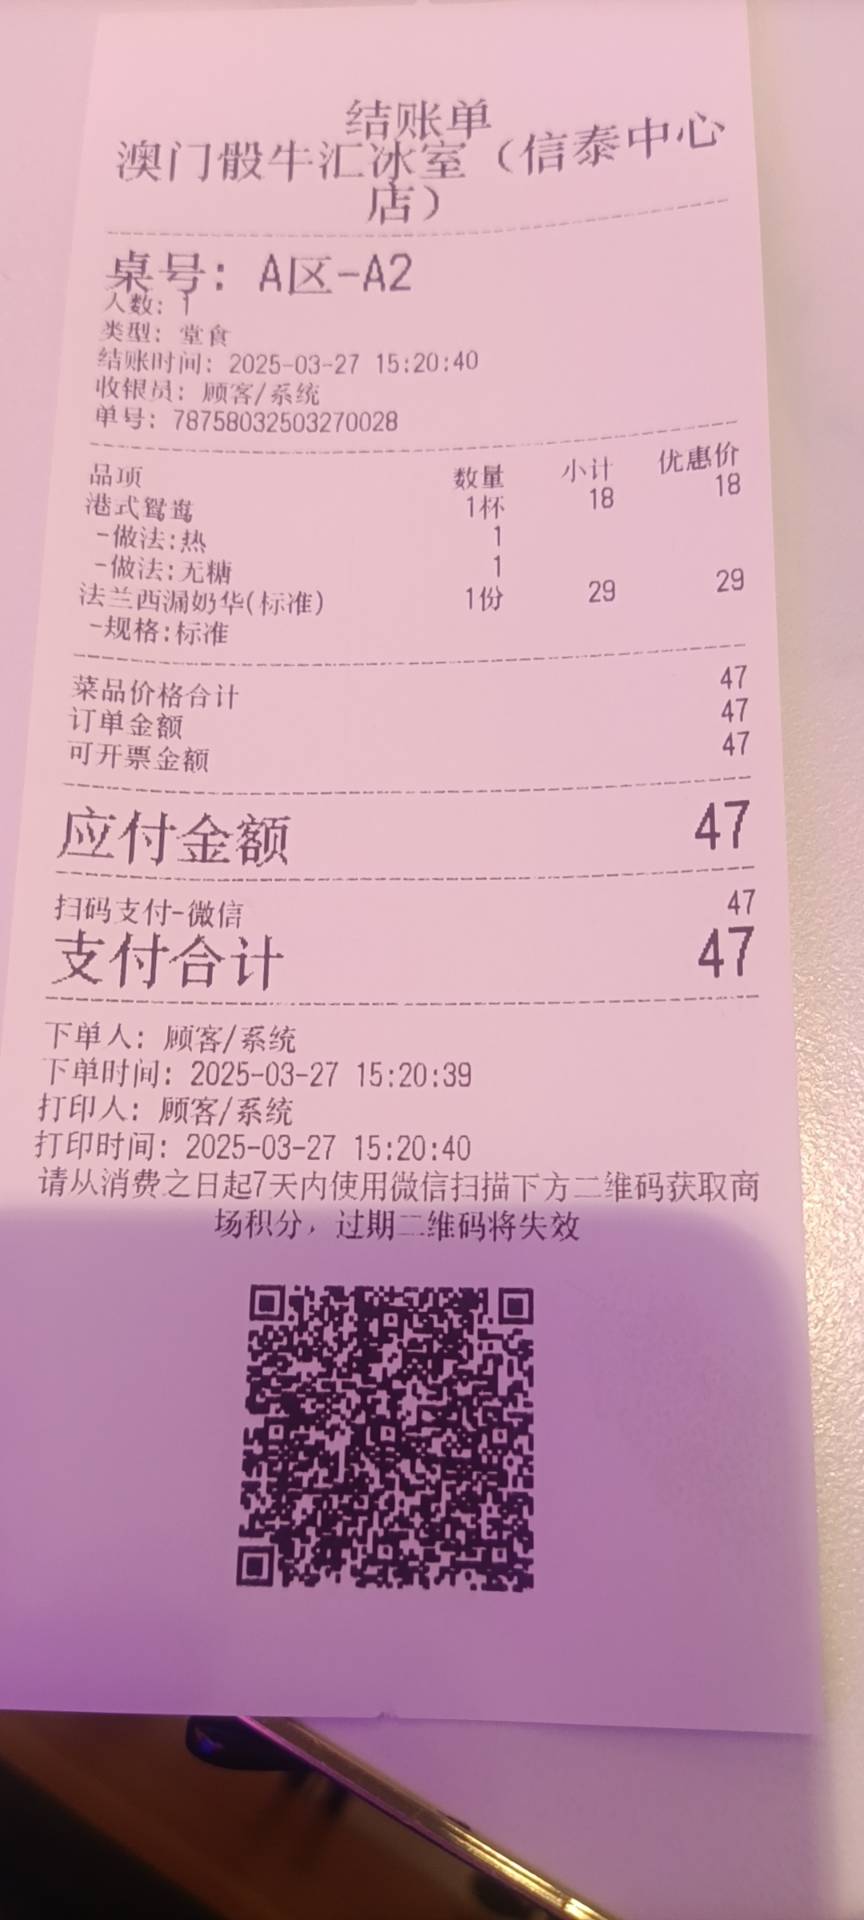 结账单
澳门骰牛汇冰室（信泰中心
店）
桌号: A区-A2
人数: 1
类型: 堂食
结账时间: 2025-03-27 15:20:40
收银员: 顾客/系统
单号: 78758032503270028
品项 数量 小计 优惠价
港式鸳鸯 1杯 18 18
-做法:热 1
-做法:无糖 1
法兰西漏奶华(标准) 1份 29 29
-规格:标准
菜品价格合计 47
订单金额 47
可开票金额 47
应付金额 47
扫码支付-微信 47
支付合计 47
下单人: 顾客/系统
下单时间: 2025-03-27 15:20:39
打印人: 顾客/系统
打印时间: 2025-03-27 15:20:40
请从消费之日起7天内使用微信扫描下方二维码获取商
场积分，过期二维码将失效